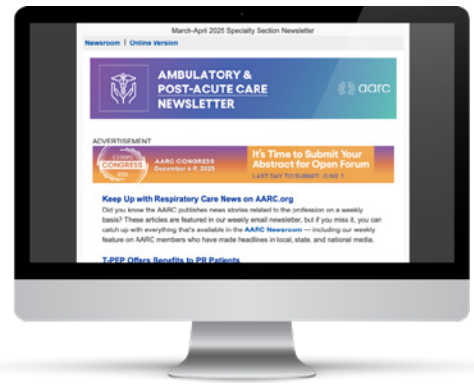 March-April 2025 Specialty Section Newsletter
Newsroom | Online Version
AMBULATORY &
POST-ACUTE CARE
NEWSLETTER
aarc
ADVERTISEMENT
CONGRESS
AARC CONGRESS
December 6-9, 2025
It's Time to Submit Your
Abstract for Open Forum
LAST DAY TO SUBMIT: JUNE 1
Keep Up with Respiratory Care News on AARC.org
Did you know the AARC publishes news stories related to the profession on a weekly
basis? These articles are featured in our weekly email newsletter, but if you miss it, you can
catch up with everything that's available in the AARC Newsroom — including our weekly
feature on AARC members who have made headlines in local, state, and national media.
T-PEP Offers Benefits to PR Patients